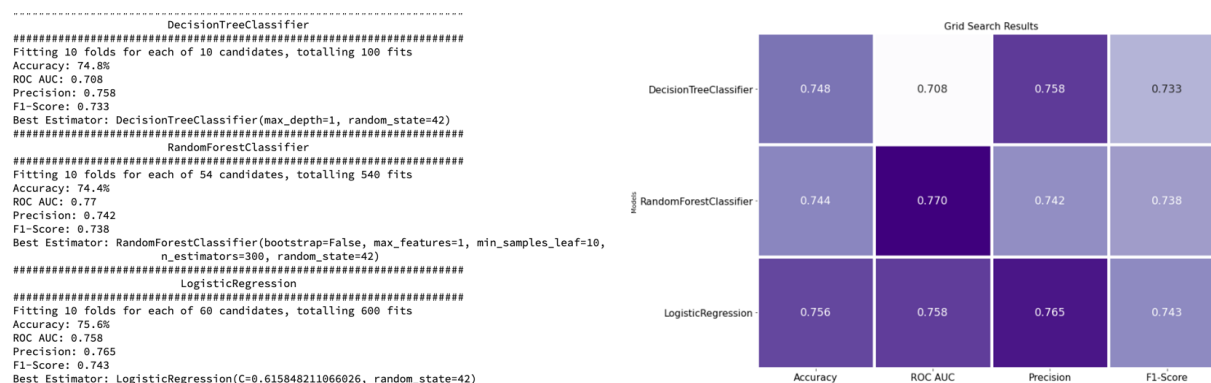 DecisionTreeClassifier
######################################################################
Fitting 10 folds for each of 10 candidates, totalling 100 fits
Accuracy: 74.8%
ROC AUC: 0.708
Precision: 0.758
F1-Score: 0.733
Best Estimator: DecisionTreeClassifier(max_depth=1, random_state=42)
######################################################################
RandomForestClassifier
######################################################################
Fitting 10 folds for each of 54 candidates, totalling 540 fits
Accuracy: 74.4%
ROC AUC: 0.77
Precision: 0.742
F1-Score: 0.738
Best Estimator: RandomForestClassifier(bootstrap=False, max_features=1, min_samples_leaf=10,
n_estimators=300, random_state=42)
######################################################################
LogisticRegression
######################################################################
Fitting 10 folds for each of 60 candidates, totalling 600 fits
Accuracy: 75.6%
ROC AUC: 0.758
Precision: 0.765
F1-Score: 0.743
Best Estimator: LogisticRegression(C=0.615848211066026, random_state=42)
Grid Search Results
Models
DecisionTreeClassifier 0.748 0.708 0.758 0.733
RandomForestClassifier 0.744 0.770 0.742 0.738
LogisticRegression 0.756 0.758 0.765 0.743
Accuracy ROC AUC Precision F1-Score